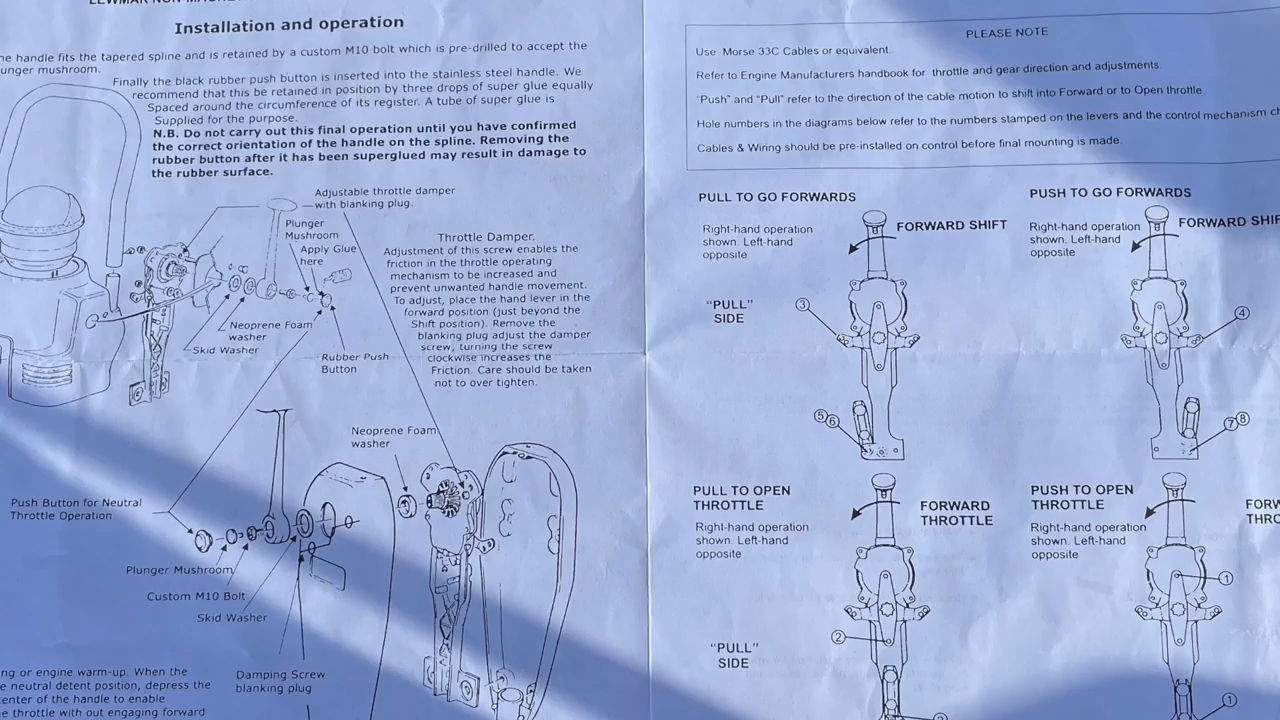 Installation and operation
he handle fits the tapered spline and is retained by a custom M10 bolt which is pre-drilled to accept the
unger mushroom.
Finally the black rubber push button is inserted into the stainless steel handle. We
recommend that this be retained in position by three drops of super glue equally
Spaced around the circumference of its register. A tube of super glue is
Supplied for the purpose.
N.B. Do not carry out this final operation until you have confirmed
the correct orientation of the handle on the spline. Removing the
rubber button after it has been superglued may result in damage to
the rubber surface.
Adjustable throttle damper
with blanking plug.
Plunger
Mushroom
Apply Glue
here
Neoprene Foam
washer
Skid Washer
Rubber Push
Button
Throttle Damper.
Adjustment of this screw enables the
friction in the throttle operating
mechanism to be increased and
prevent unwanted handle movement.
To adjust, place the hand lever in the
forward position (just beyond the
Shift position). Remove the
blanking plug adjust the damper
screw, turning the screw
clockwise increases the
Friction. Care should be taken
not to over tighten.
Neoprene Foam
washer
Push Button for Neutral
Throttle Operation
Plunger Mushroom
Custom M10 Bolt
Skid Washer
Damping Screw
blanking plug
ng or engine warm-up. When the
e neutral detent position, depress the
center of the handle to enable
e throttle with out engaging forward
PLEASE NOTE
Use Morse 33C Cables or equivalent.
Refer to Engine Manufacturers handbook for throttle and gear direction and adjustments.
"Push" and "Pull" refer to the direction of the cable motion to shift into Forward or to Open throttle.
Hole numbers in the diagrams below refer to the numbers stamped on the levers and the control mechanism ch
Cables & Wiring should be pre-installed on control before final mounting is made.
PULL TO GO FORWARDS
Right-hand operation
shown. Left-hand
opposite
FORWARD SHIFT
"PULL"
SIDE
3
5
6
PUSH TO GO FORWARDS
Right-hand operation
shown. Left-hand
opposite
FORWARD SHIF
4
7
8
PULL TO OPEN
THROTTLE
Right-hand operation
shown. Left-hand
opposite
FORWARD
THROTTLE
"PULL"
SIDE
2
PUSH TO OPEN
THROTTLE
Right-hand operation
shown. Left-hand
opposite
FORW
THRO
1
1